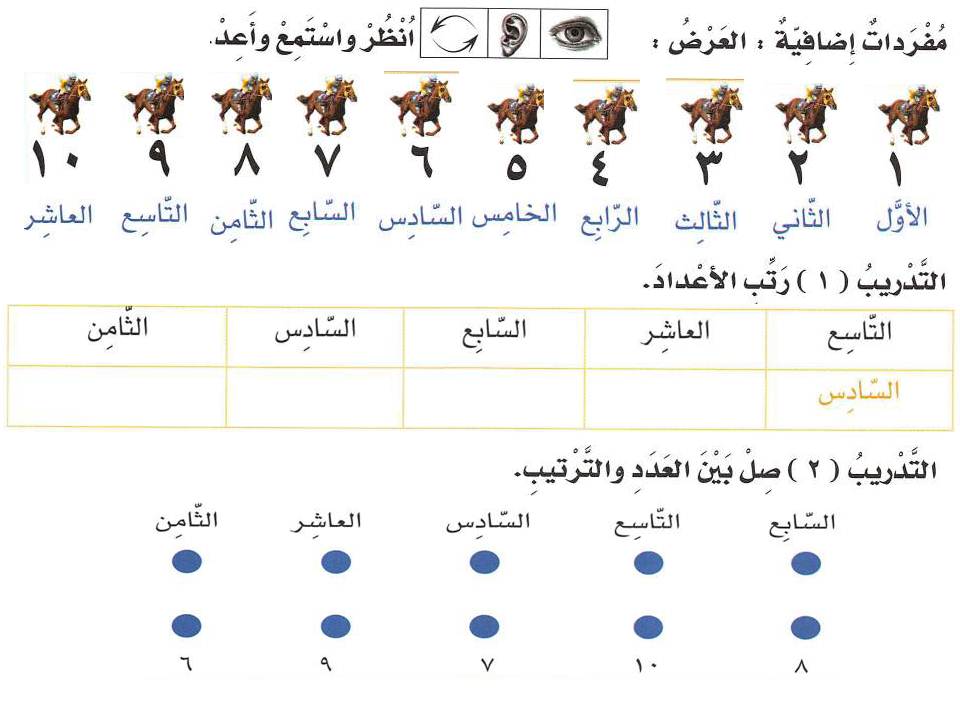 مُفْرَداتٌ إِضافِيّةٌ : العَرْضُ : اُنْظُرْ واسْتَمِعْ وأَعِدْ.
١ ٢ ٣ ٤ ٥ ٦ ٧ ٨ ٩ ١٠
الأوَّل الثّاني الثّالِث الرّابِع الخامِس السّادِس السّابِع الثّامِن التّاسِع العاشِر
التَّدْريبُ ( ١ ) رَتِّبِ الأعْدادَ.
التّاسِع العاشِر السّابِع السّادِس الثّامِن
السّادِس
التَّدْريبُ ( ٢ ) صِلْ بَيْنَ العَدَدِ والتَّرْتيبِ.
السّابِع التّاسِع السّادِس العاشِر الثّامِن
٨ ١٠ ٧ ٩ ٦